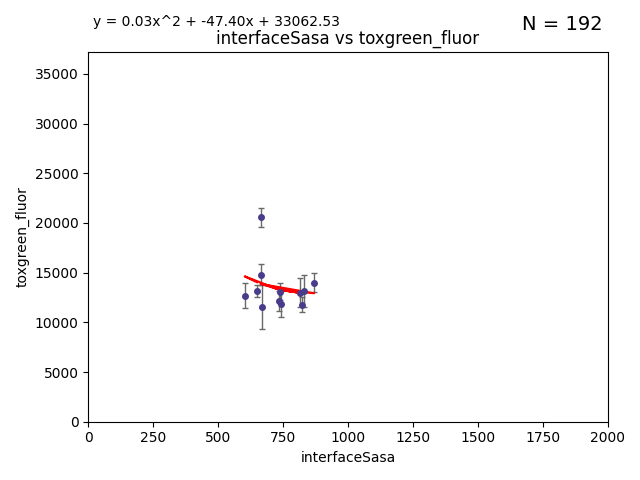 y = 0.03x^2 + -47.40x + 33062.53
N = 192
interfaceSasa vs toxgreen_fluor
35000
30000
25000
20000
15000
10000
5000
0
toxgreen_fluor
0 250 500 750 1000 1250 1500 1750 2000
interfaceSasa